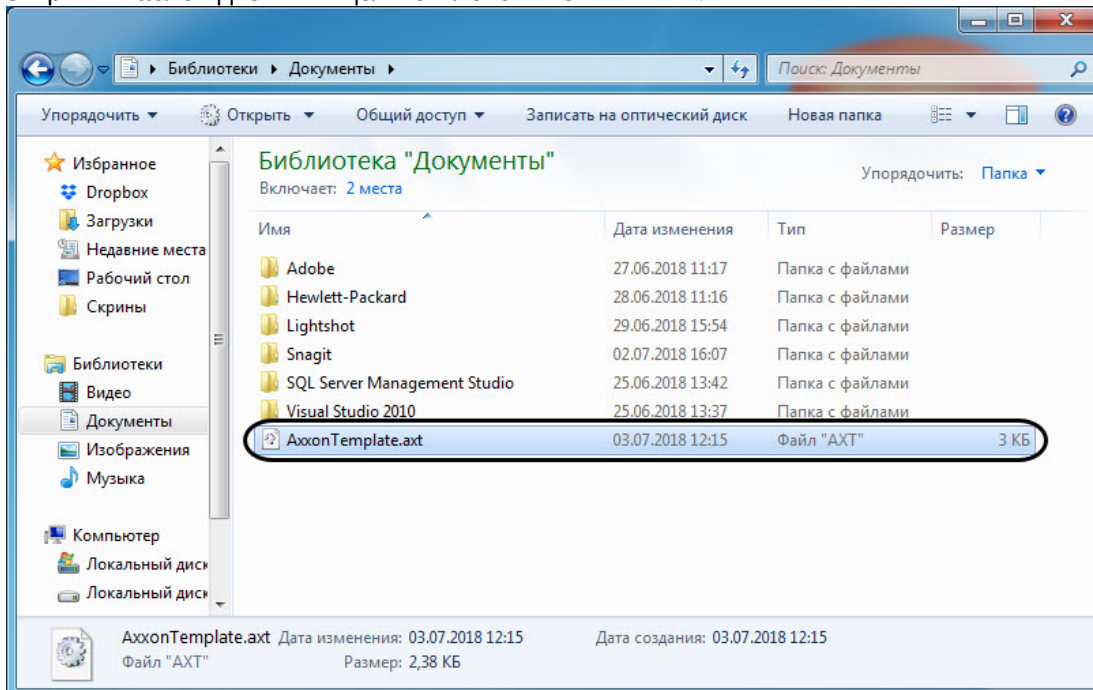 Библиотеки ▸ Документы ▸
Поиск: Документы
Упорядочить ▾ Открыть ▾ Общий доступ ▾ Записать на оптический диск Новая папка
Избранное
Dropbox
Загрузки
Недавние места
Рабочий стол
Скрины
Библиотеки
Видео
Документы
Изображения
Музыка
Компьютер
Локальный диск
Локальный диск
Библиотека "Документы"
Включает: 2 места
Упорядочить: Папка ▾
Имя Дата изменения Тип Размер
Adobe 27.06.2018 11:17 Папка с файлами
Hewlett-Packard 28.06.2018 11:16 Папка с файлами
Lightshot 29.06.2018 15:54 Папка с файлами
Snagit 02.07.2018 16:07 Папка с файлами
SQL Server Management Studio 25.06.2018 13:42 Папка с файлами
Visual Studio 2010 25.06.2018 13:37 Папка с файлами
AxxonTemplate.axt 03.07.2018 12:15 Файл "AXT" 3 КБ
AxxonTemplate.axt Дата изменения: 03.07.2018 12:15 Дата создания: 03.07.2018 12:15
Файл "AXT" Размер: 2,38 КБ